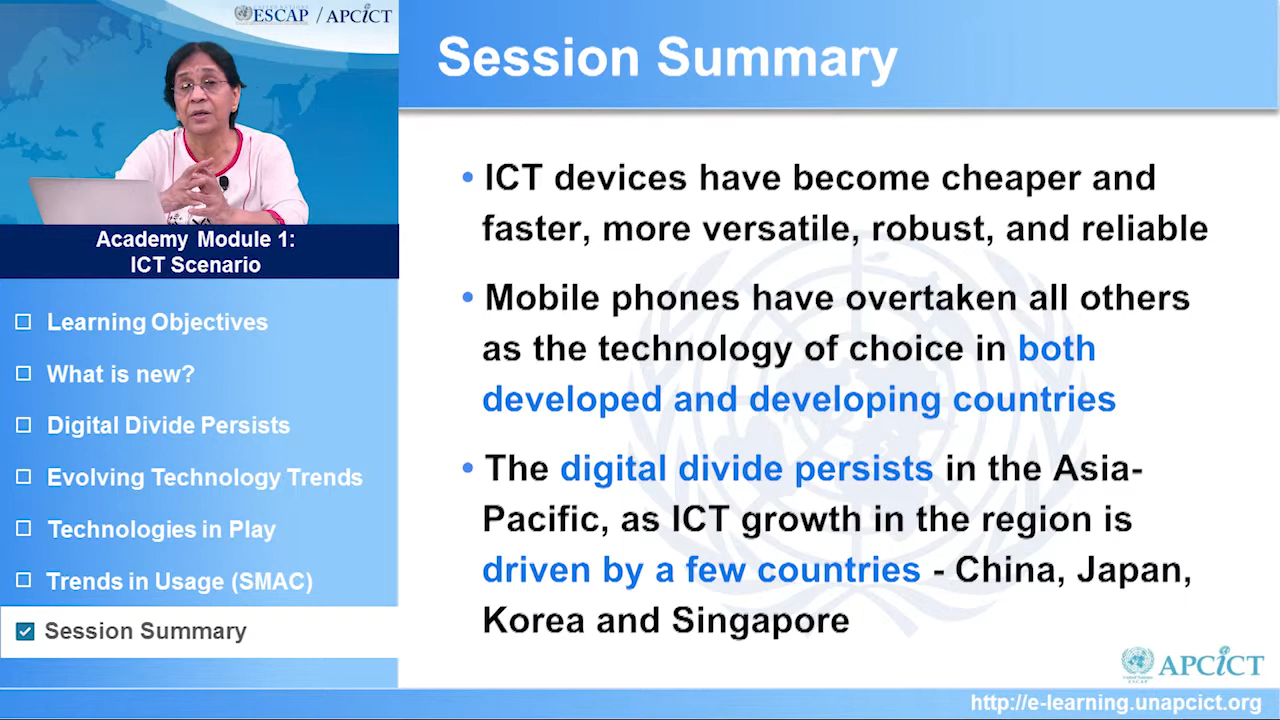 ESCAP / APCICT
Session Summary
Academy Module 1:
ICT Scenario
Learning Objectives
What is new?
Digital Divide Persists
Evolving Technology Trends
Technologies in Play
Trends in Usage (SMAC)
Session Summary
• ICT devices have become cheaper and
faster, more versatile, robust, and reliable
• Mobile phones have overtaken all others
as the technology of choice in both
developed and developing countries
• The digital divide persists in the Asia-
Pacific, as ICT growth in the region is
driven by a few countries - China, Japan,
Korea and Singapore
United Nations
ESCAP
APCICT
http://e-learning.unapcict.org